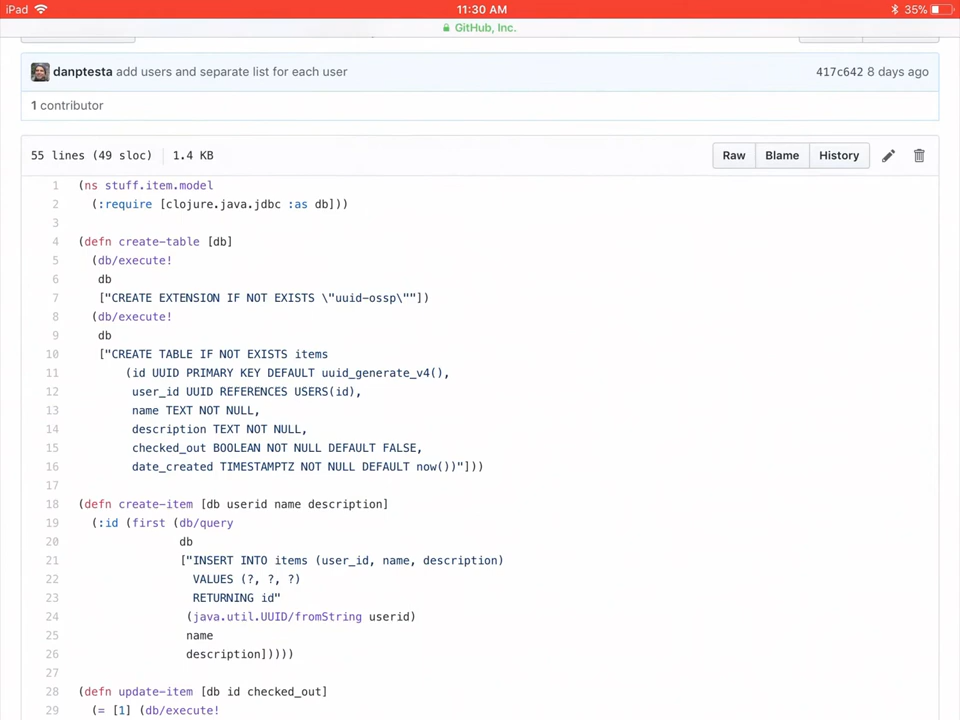 iPad 11:30 AM 35%
GitHub, Inc.
danptesta add users and separate list for each user 417c642 8 days ago
1 contributor
55 lines (49 sloc) 1.4 KB Raw Blame History
1 (ns stuff.item.model
2 (:require [clojure.java.jdbc :as db]))
3
4 (defn create-table [db]
5 (db/execute!
6 db
7 ["CREATE EXTENSION IF NOT EXISTS \"uuid-ossp\""])
8 (db/execute!
9 db
10 ["CREATE TABLE IF NOT EXISTS items
11 (id UUID PRIMARY KEY DEFAULT uuid_generate_v4(),
12 user_id UUID REFERENCES USERS(id),
13 name TEXT NOT NULL,
14 description TEXT NOT NULL,
15 checked_out BOOLEAN NOT NULL DEFAULT FALSE,
16 date_created TIMESTAMPTZ NOT NULL DEFAULT now())"]))
17
18 (defn create-item [db userid name description]
19 (:id (first (db/query
20 db
21 ["INSERT INTO items (user_id, name, description)
22 VALUES (?, ?, ?)
23 RETURNING id"
24 (java.util.UUID/fromString userid)
25 name
26 description]))))
27
28 (defn update-item [db id checked_out]
29 (= [1] (db/execute!